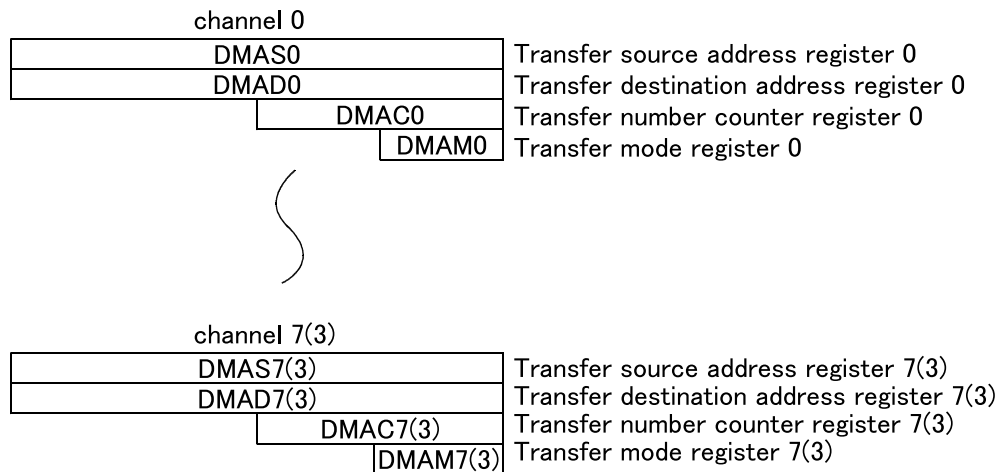 channel 0
DMAS0 Transfer source address register 0
DMAD0 Transfer destination address register 0
DMAC0 Transfer number counter register 0
DMAM0 Transfer mode register 0
channel 7(3)
DMAS7(3) Transfer source address register 7(3)
DMAD7(3) Transfer destination address register 7(3)
DMAC7(3) Transfer number counter register 7(3)
DMAM7(3) Transfer mode register 7(3)